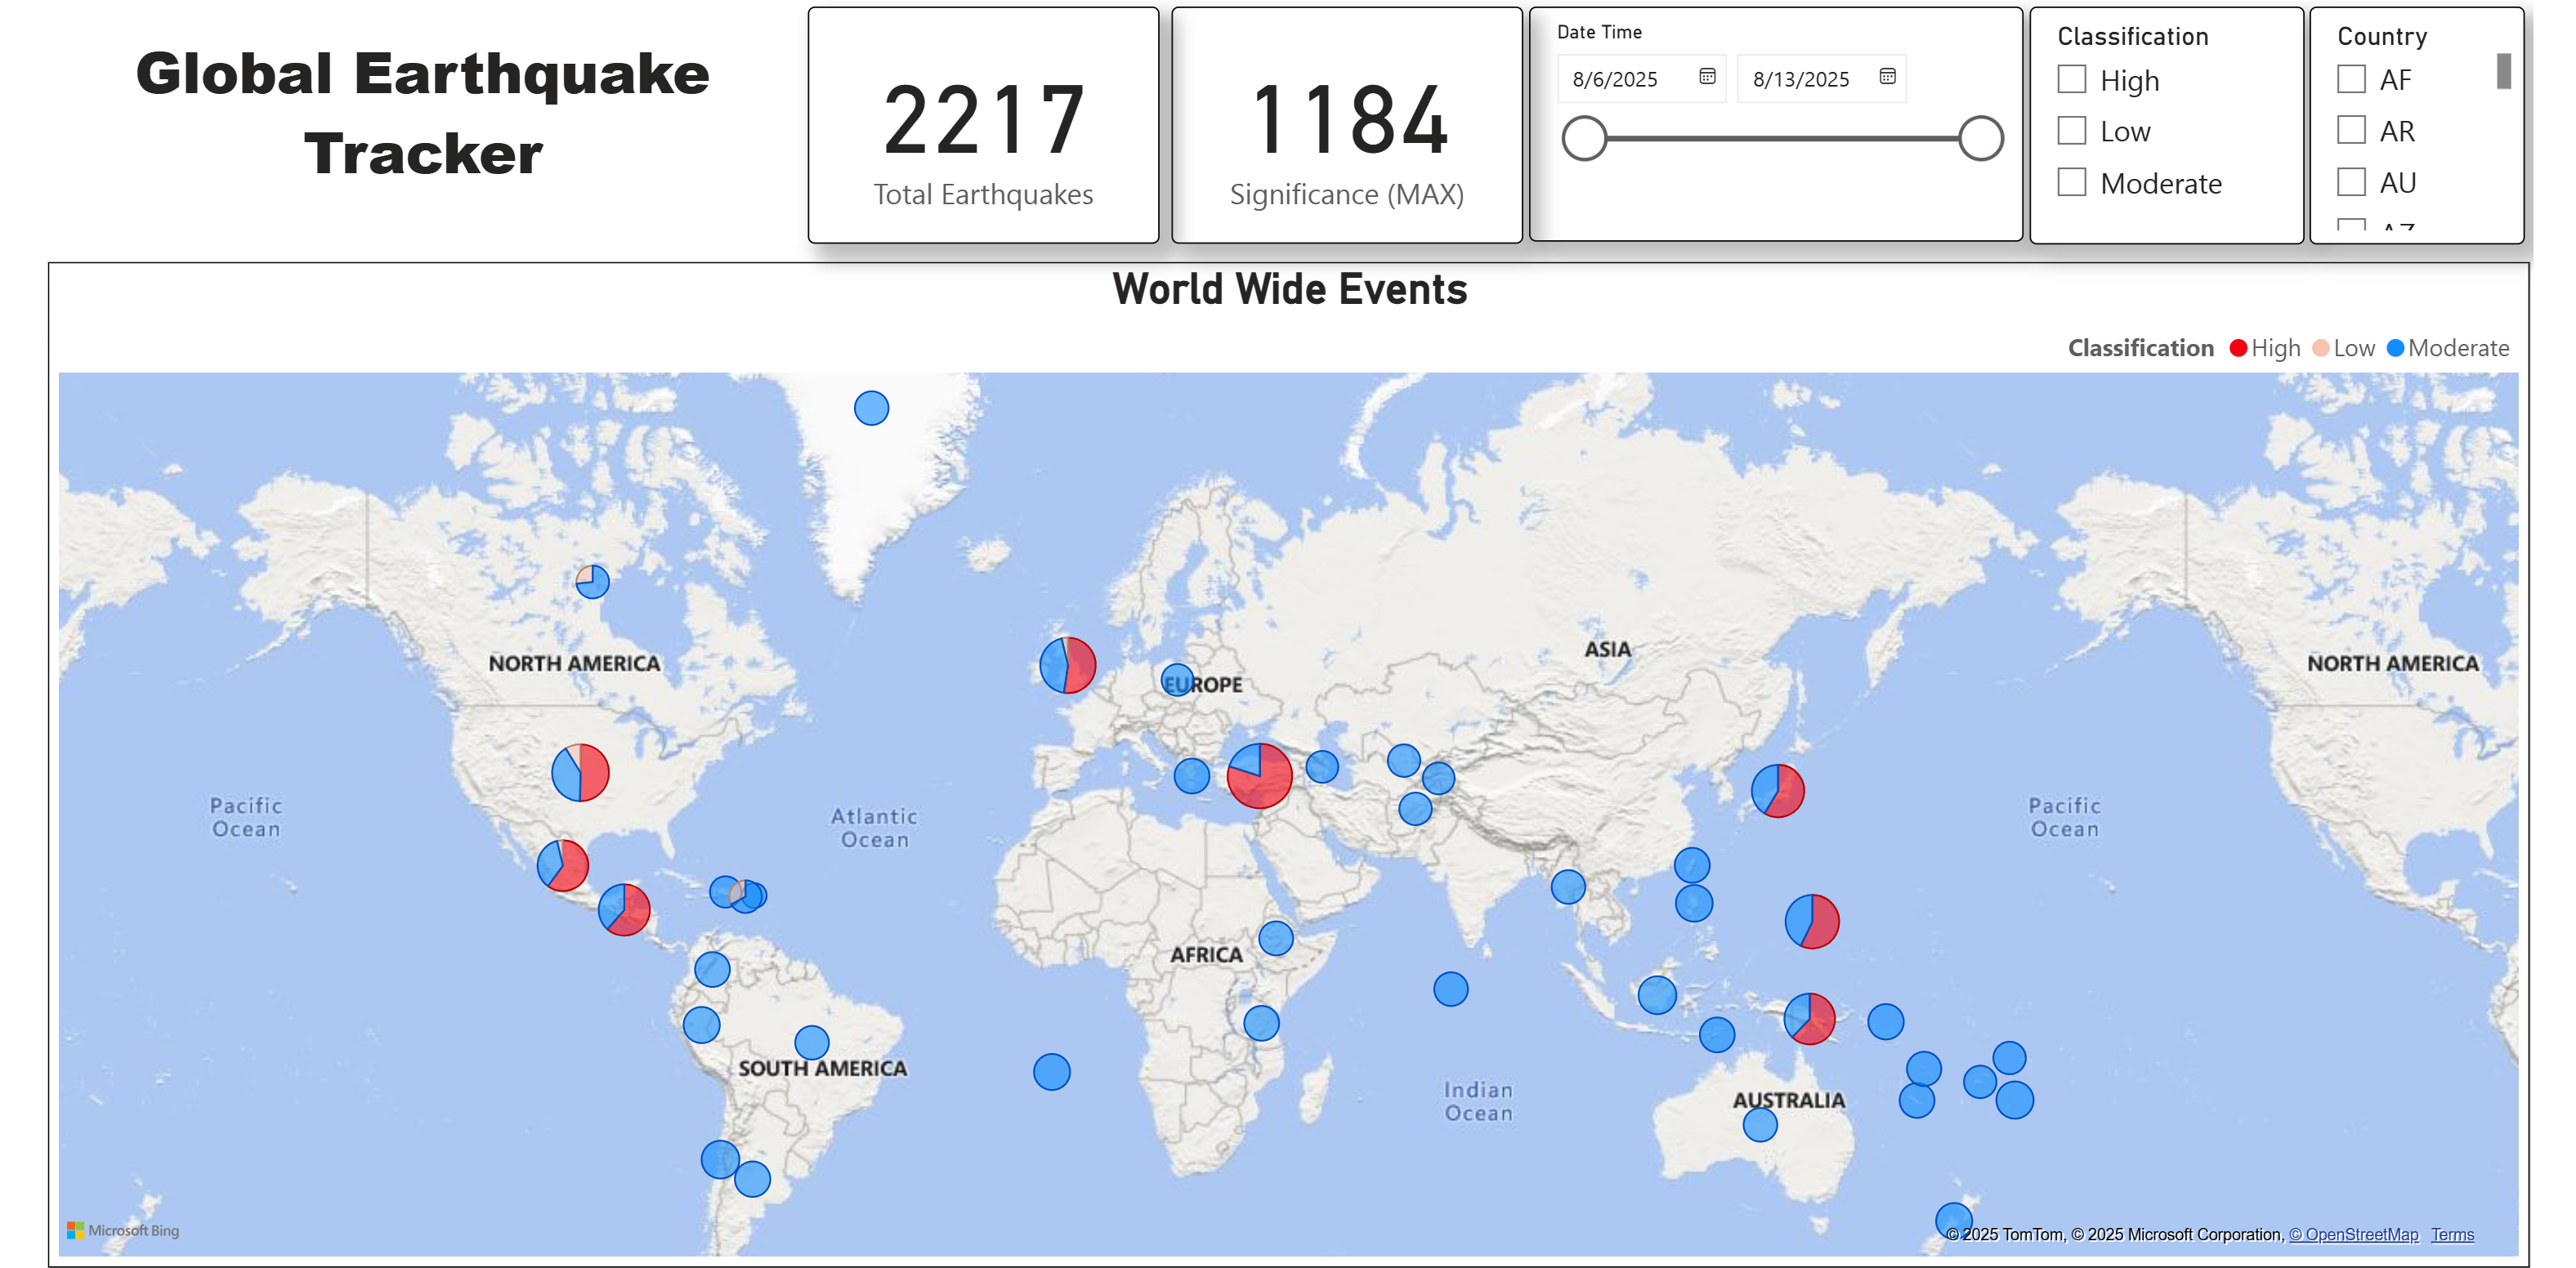 Global Earthquake
Tracker
2217
Total Earthquakes
1184
Significance (MAX)
Date Time
8/6/2025
8/13/2025
Classification
High
Low
Moderate
Country
AF
AR
AU
AZ
World Wide Events
Classification High Low Moderate
NORTH AMERICA
EUROPE
ASIA
NORTH AMERICA
Pacific
Ocean
Atlantic
Ocean
Pacific
Ocean
AFRICA
SOUTH AMERICA
Indian
Ocean
AUSTRALIA
Microsoft Bing
© 2025 TomTom, © 2025 Microsoft Corporation, © OpenStreetMap Terms